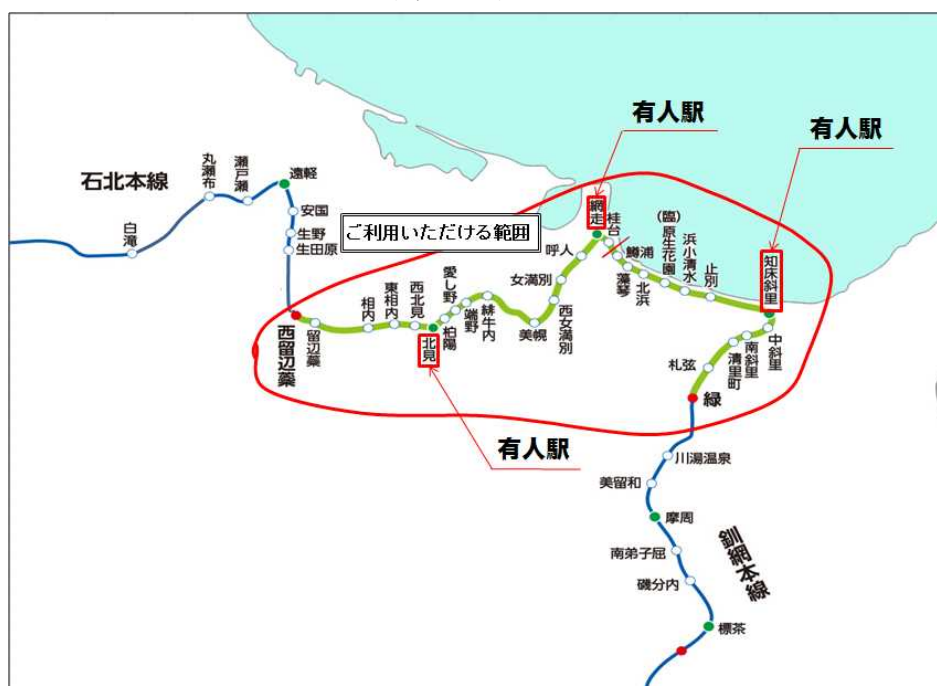 有人駅
有人駅
石北本線
丸瀬布
瀬戸瀬
遠軽
白滝
安国
生野
生田原
ご利用いただける範囲
網走
桂台
呼人
鱒浦
藻琴
北浜
(臨)原生花園
浜小清水
止別
知床斜里
女満別
西女満別
美幌
緋牛内
端野
愛し野
柏陽
北見
西北見
東相内
相内
留辺蘂
西留辺蘂
中斜里
南斜里
清里町
札弦
緑
有人駅
川湯温泉
美留和
摩周
南弟子屈
磯分内
標茶
釧網本線